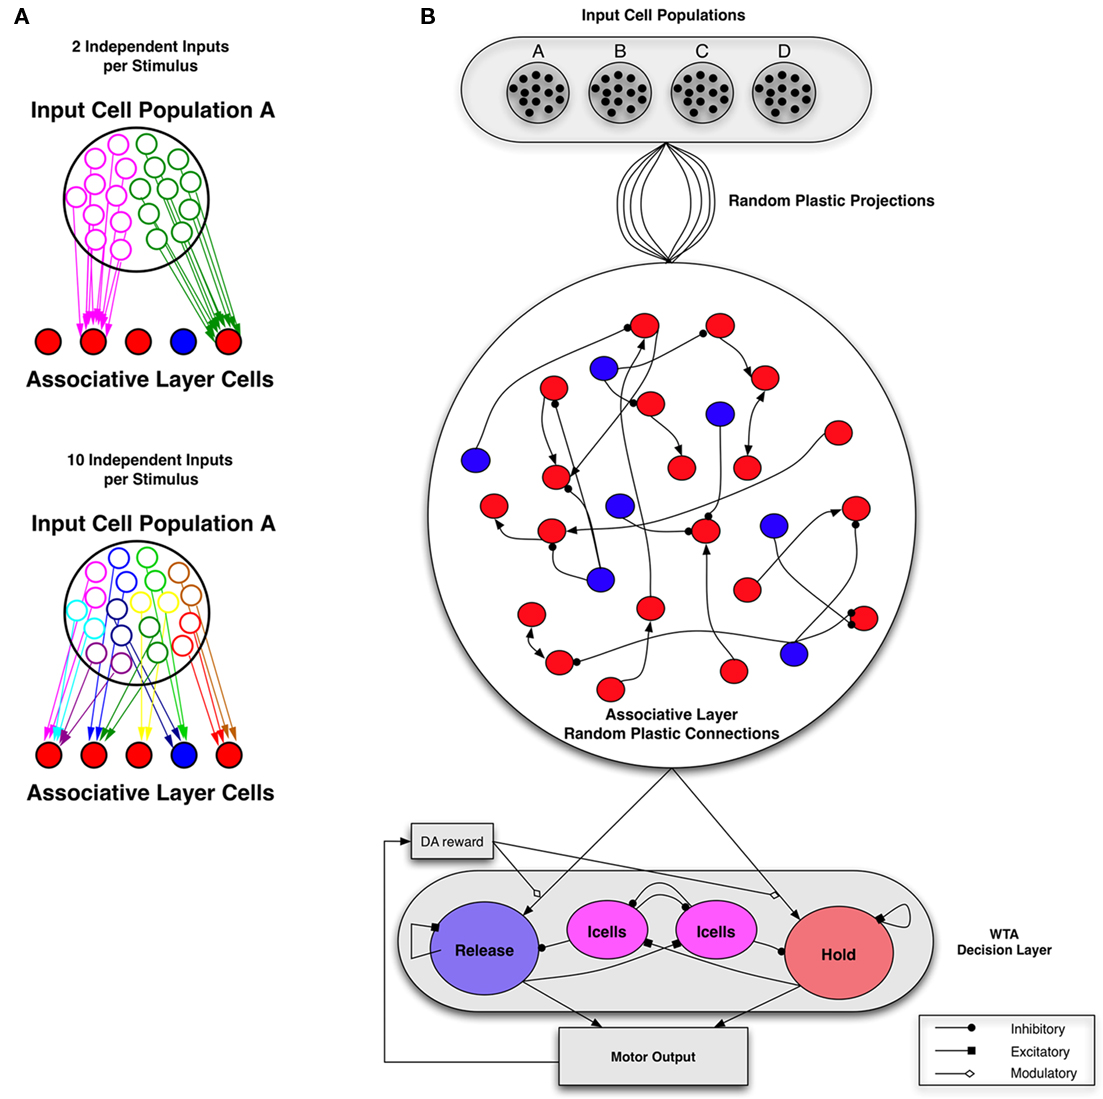 A
2 Independent Inputs
per Stimulus
Input Cell Population A
Associative Layer Cells
10 Independent Inputs
per Stimulus
Input Cell Population A
Associative Layer Cells
B
Input Cell Populations
A B C D
Random Plastic Projections
Associative Layer
Random Plastic Connections
DA reward
Release
Icells
Icells
Hold
WTA
Decision Layer
Motor Output
Inhibitory
Excitatory
Modulatory